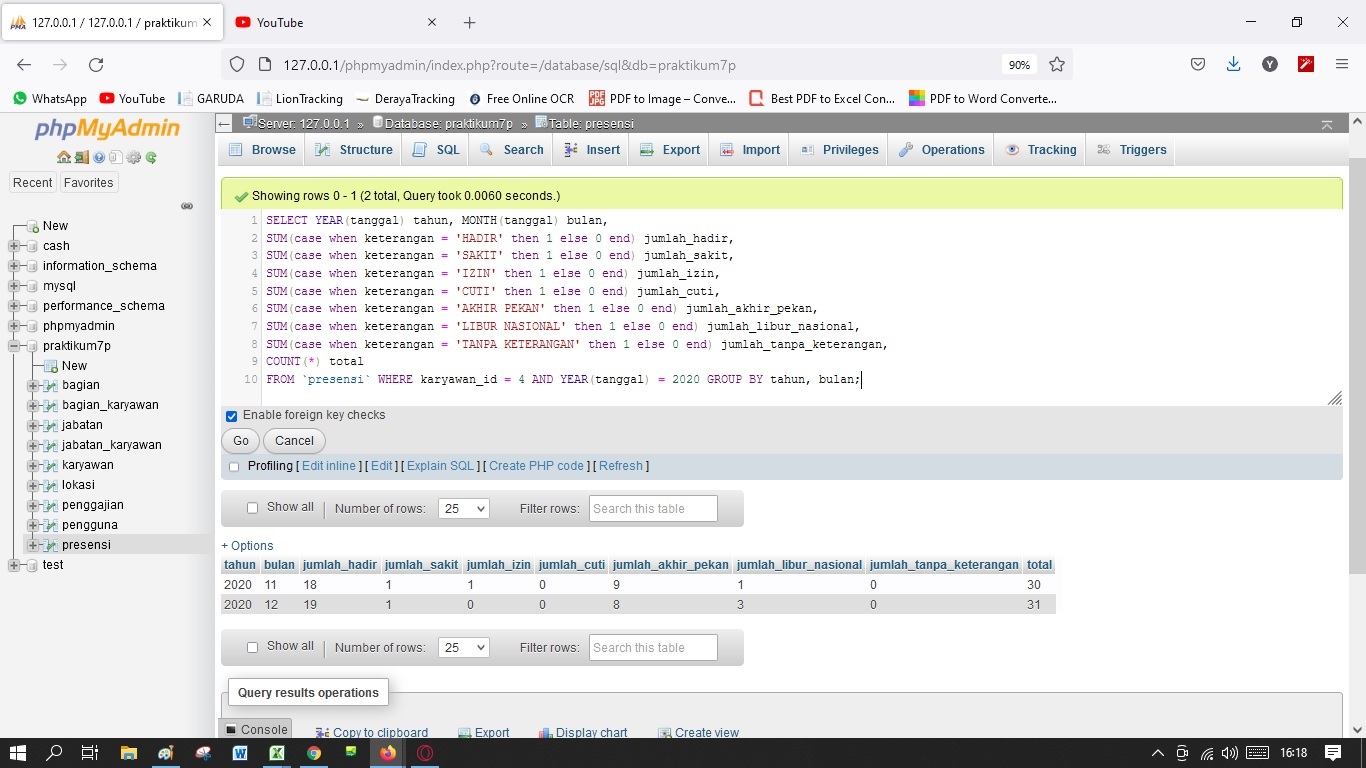 127.0.0.1 / 127.0.0.1 / praktikum
YouTube
127.0.0.1/phpmyadmin/index.php?route=/database/sql&db=praktikum7p
90%
WhatsApp YouTube GARUDA LionTracking DerayaTracking Free Online OCR PDF to Image – Conve... Best PDF to Excel Con... PDF to Word Converte...
phpMyAdmin
Recent Favorites
New
cash
information_schema
mysql
performance_schema
phpmyadmin
praktikum7p
New
bagian
bagian_karyawan
jabatan
jabatan_karyawan
karyawan
lokasi
penggajian
pengguna
presensi
test
Server: 127.0.0.1 » Database: praktikum7p » Table: presensi
Browse Structure SQL Search Insert Export Import Privileges Operations Tracking Triggers
Showing rows 0 - 1 (2 total, Query took 0.0060 seconds.)
1 SELECT YEAR(tanggal) tahun, MONTH(tanggal) bulan,
2 SUM(case when keterangan = 'HADIR' then 1 else 0 end) jumlah_hadir,
3 SUM(case when keterangan = 'SAKIT' then 1 else 0 end) jumlah_sakit,
4 SUM(case when keterangan = 'IZIN' then 1 else 0 end) jumlah_izin,
5 SUM(case when keterangan = 'CUTI' then 1 else 0 end) jumlah_cuti,
6 SUM(case when keterangan = 'AKHIR PEKAN' then 1 else 0 end) jumlah_akhir_pekan,
7 SUM(case when keterangan = 'LIBUR NASIONAL' then 1 else 0 end) jumlah_libur_nasional,
8 SUM(case when keterangan = 'TANPA KETERANGAN' then 1 else 0 end) jumlah_tanpa_keterangan,
9 COUNT(*) total
10 FROM `presensi` WHERE karyawan_id = 4 AND YEAR(tanggal) = 2020 GROUP BY tahun, bulan;
Enable foreign key checks
Go Cancel
Profiling [ Edit inline ] [ Edit ] [ Explain SQL ] [ Create PHP code ] [ Refresh ]
Show all Number of rows: 25 Filter rows: Search this table
+ Options
tahun bulan jumlah_hadir jumlah_sakit jumlah_izin jumlah_cuti jumlah_akhir_pekan jumlah_libur_nasional jumlah_tanpa_keterangan total
2020 11 18 1 1 0 9 1 0 30
2020 12 19 1 0 0 8 3 0 31
Show all Number of rows: 25 Filter rows: Search this table
Query results operations
Console
Copy to clipboard Export Display chart Create view
16:18